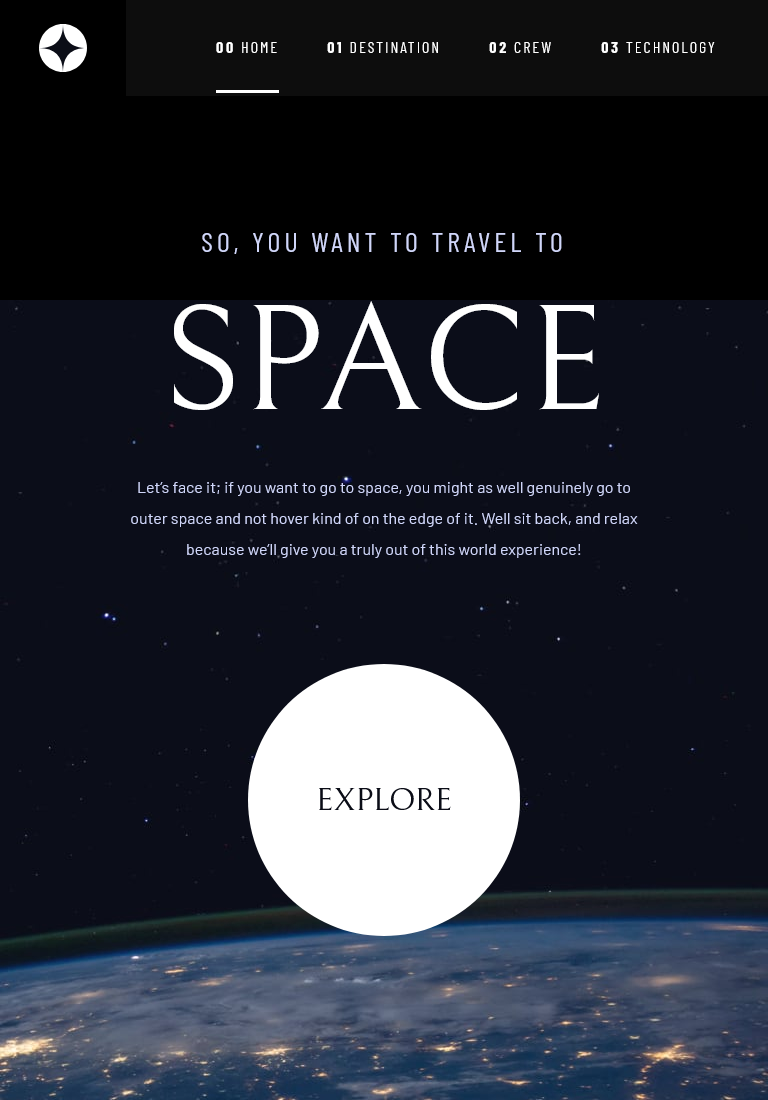 00 HOME 01 DESTINATION 02 CREW 03 TECHNOLOGY
SO, YOU WANT TO TRAVEL TO
SPACE
Let’s face it; if you want to go to space, you might as well genuinely go to
outer space and not hover kind of on the edge of it. Well sit back, and relax
because we’ll give you a truly out of this world experience!
EXPLORE